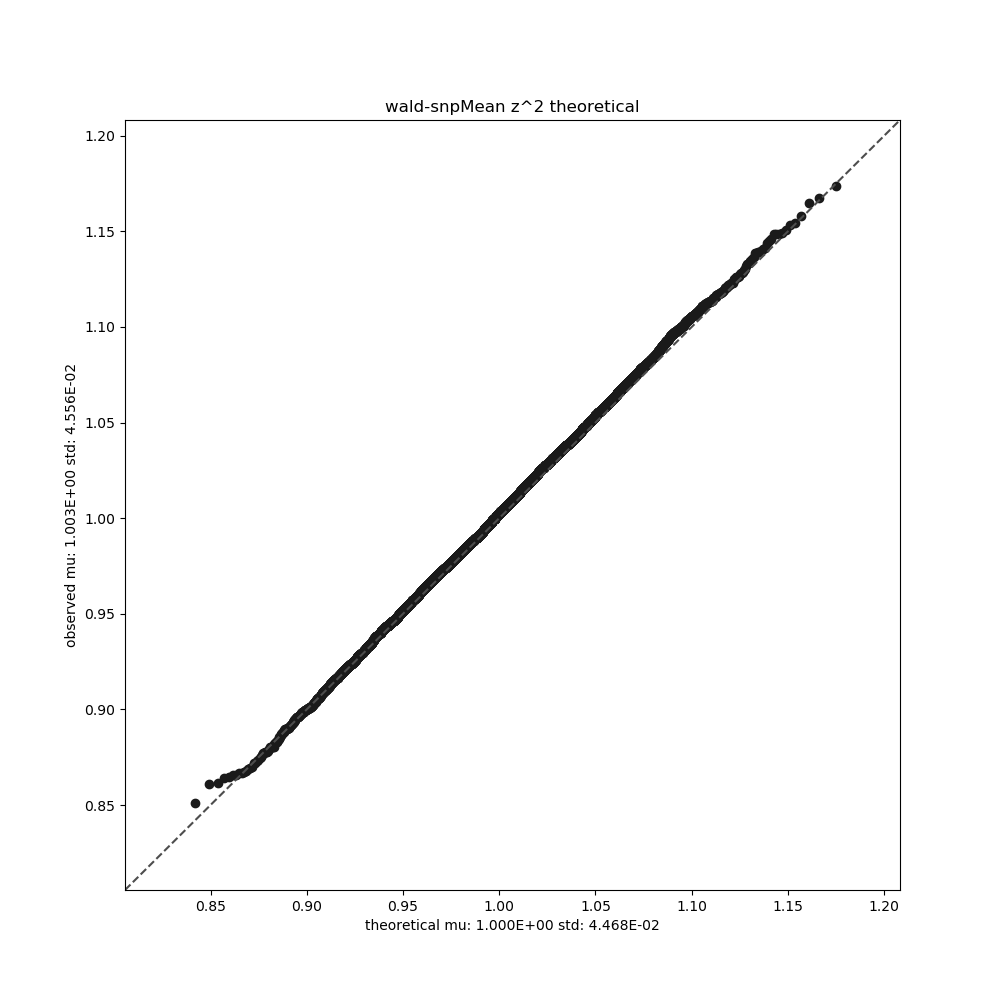 wald-snpMean z^2 theoretical
1.20
1.15
1.10
1.05
1.00
0.95
0.90
0.85
observed mu: 1.003E+00 std: 4.556E-02
0.85 0.90 0.95 1.00 1.05 1.10 1.15 1.20
theoretical mu: 1.000E+00 std: 4.468E-02